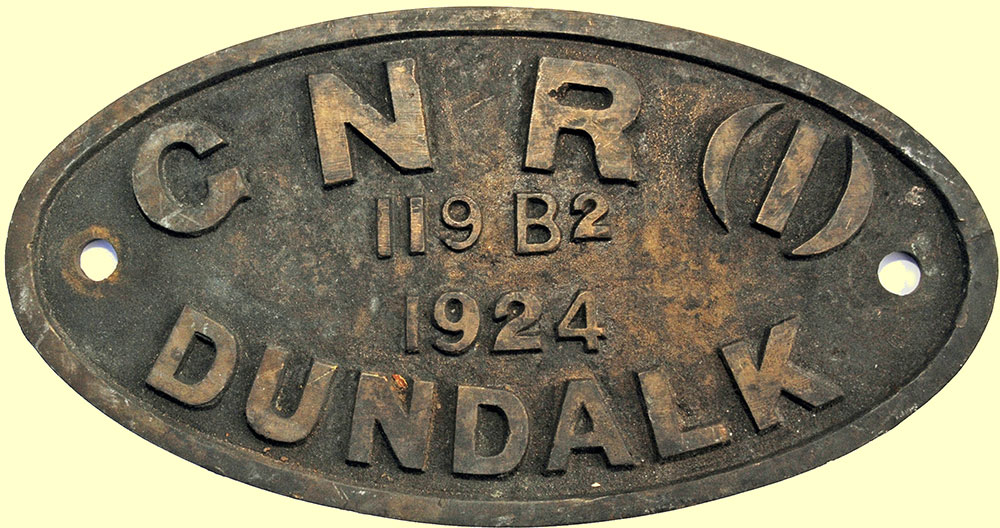 GNR (I)
119 B2
1924
DUNDALK